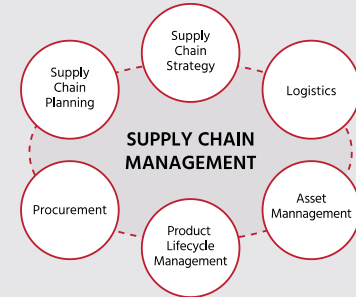 Supply
Chain
Strategy
Supply
Chain
Planning
Logistics
SUPPLY CHAIN
MANAGEMENT
Procurement
Asset
Mannagement
Product
Lifecycle
Management